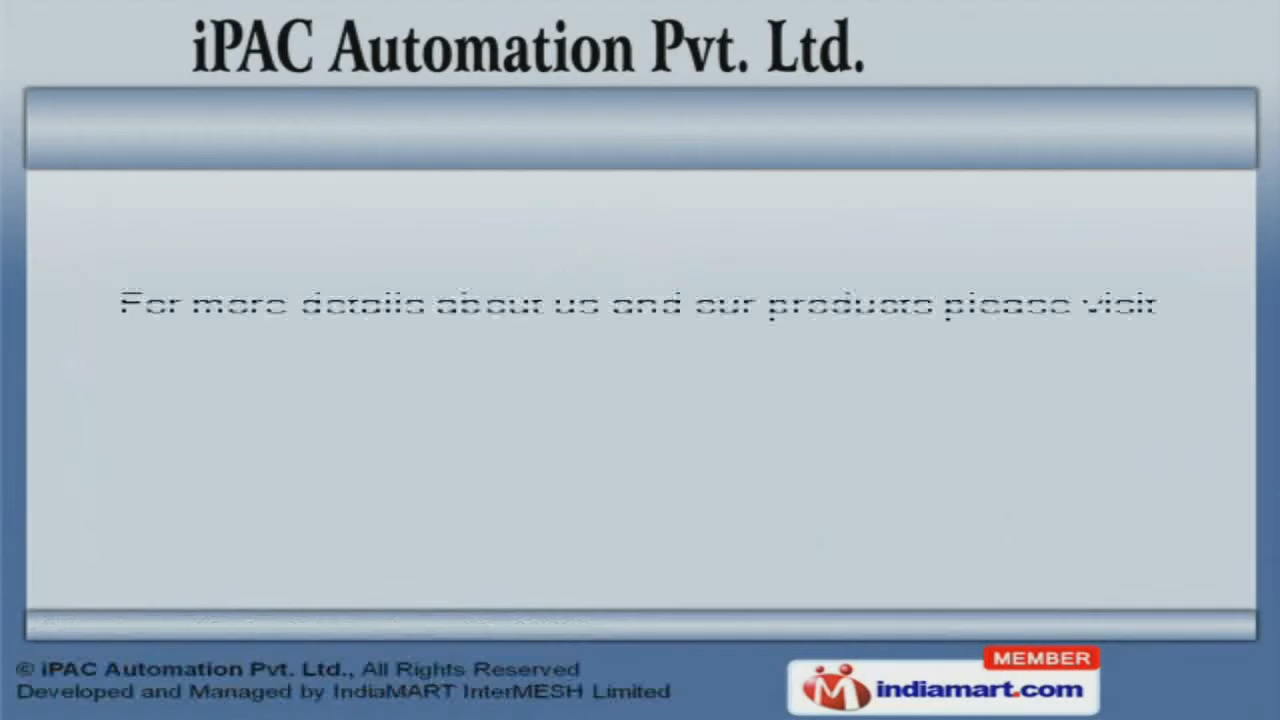 iPAC Automation Pvt. Ltd.
For more details about us and our products please visit
© iPAC Automation Pvt. Ltd., All Rights Reserved
Developed and Managed by IndiaMART InterMESH Limited
MEMBER
indiamart.com